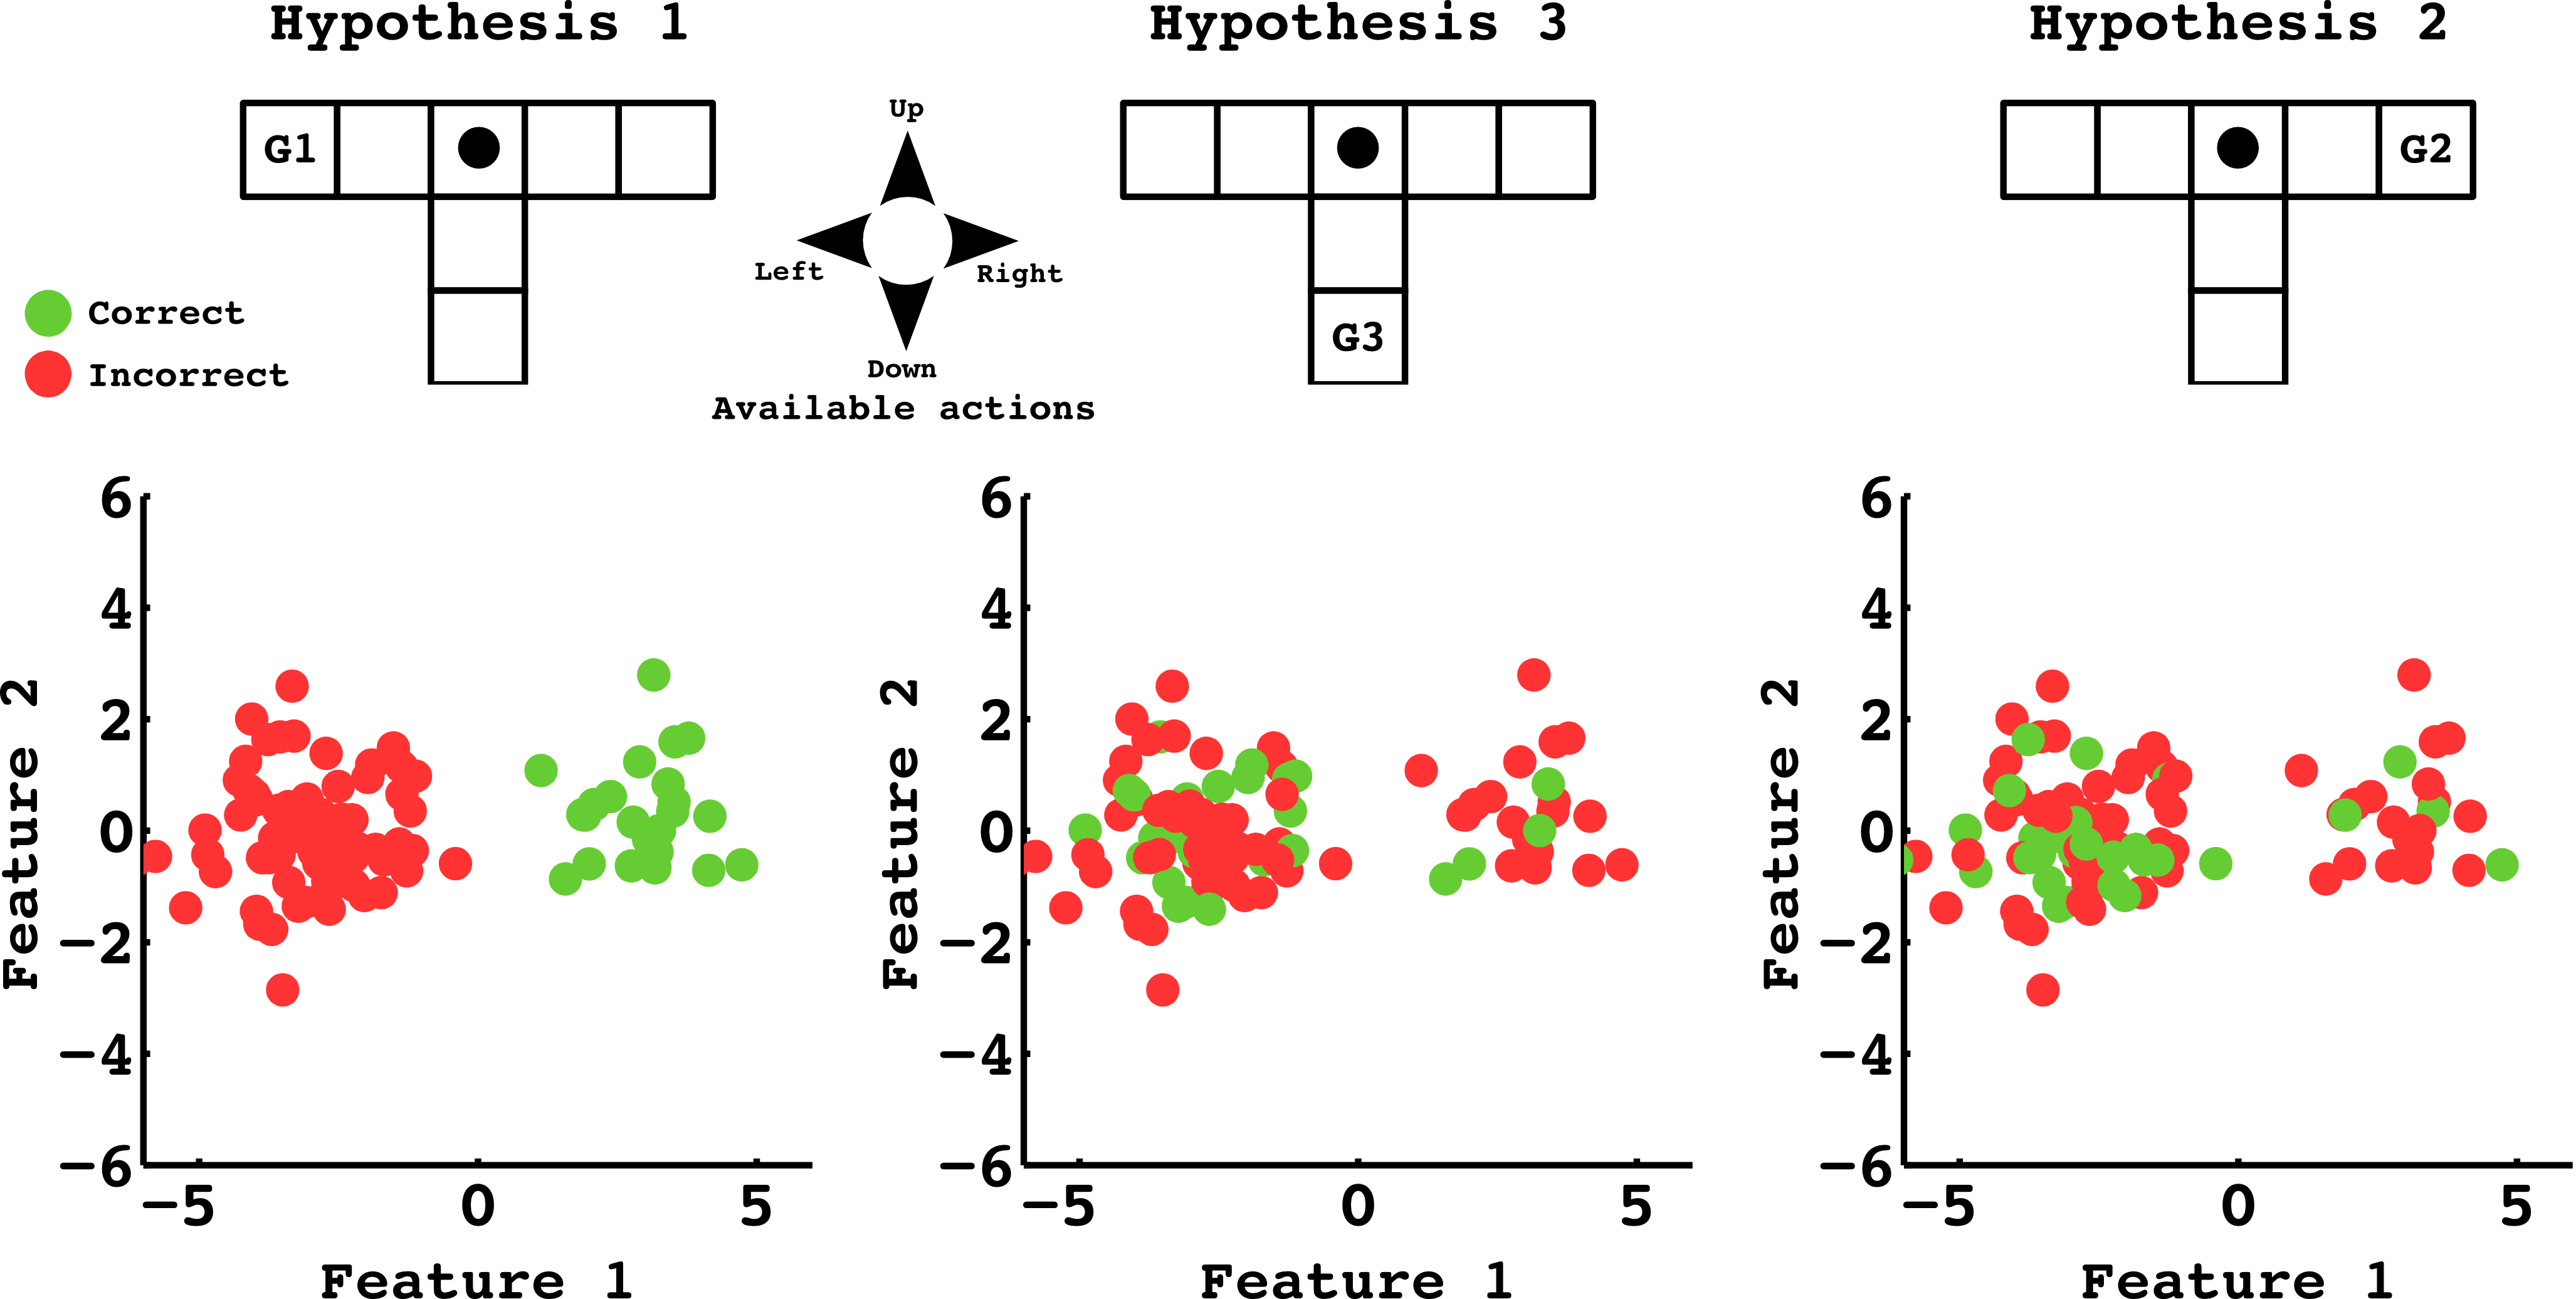 Hypothesis 1
Hypothesis 3
Hypothesis 2
G1
Up
Left
Right
Down
Available actions
G3
G2
Correct
Incorrect
6
4
2
0
−2
−4
−6
−5
0
5
Feature 2
Feature 1
6
4
2
0
−2
−4
−6
−5
0
5
Feature 2
Feature 1
6
4
2
0
−2
−4
−6
−5
0
5
Feature 2
Feature 1